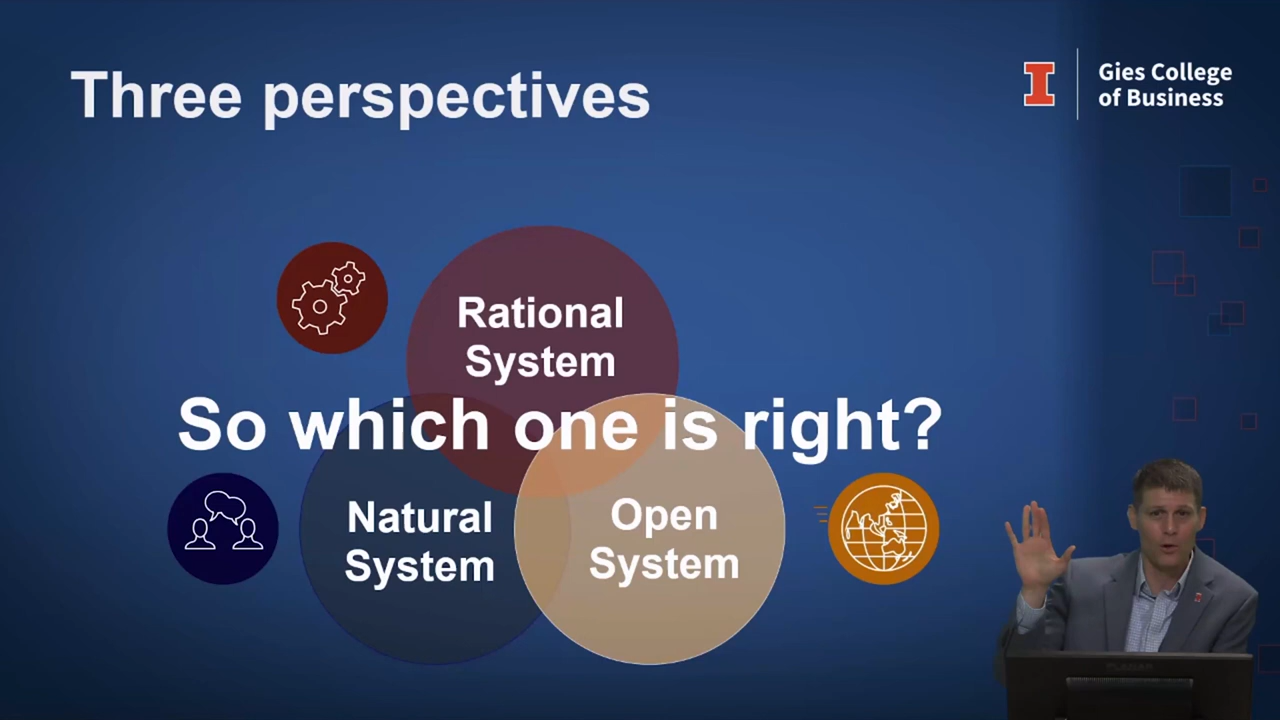 Three perspectives
Gies College
of Business
Rational
System
So which one is right?
Natural
System
Open
System